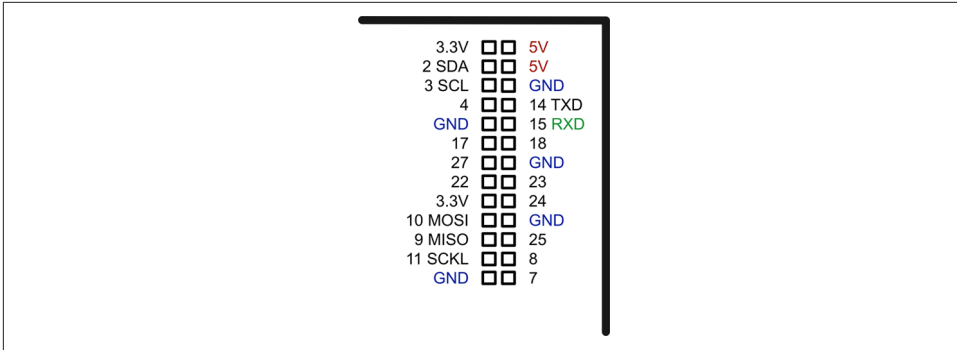 3.3V 5V
2 SDA 5V
3 SCL GND
4 14 TXD
GND 15 RXD
17 18
27 GND
22 23
3.3V 24
10 MOSI GND
9 MISO 25
11 SCKL 8
GND 7